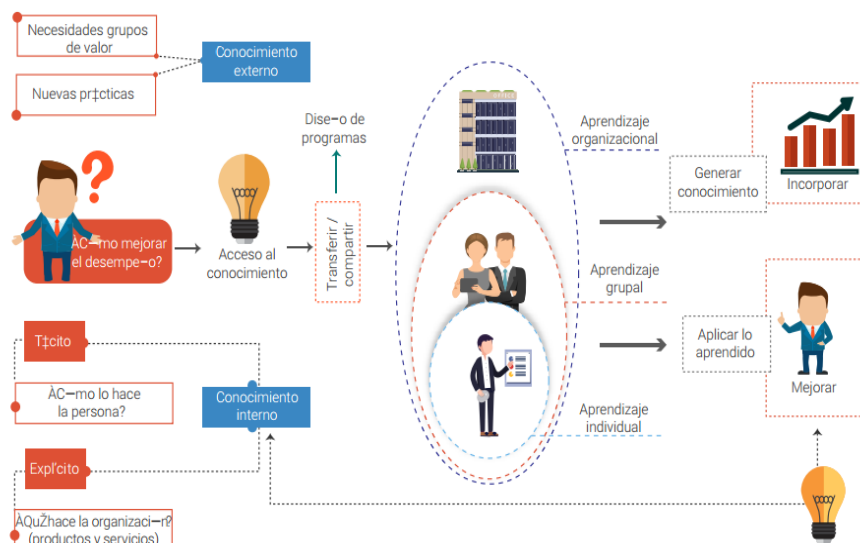 Necesidades grupos
de valor
Nuevas pr‡cticas
Conocimiento
externo
Dise–o de
programas
ÀC—mo mejorar
el desempe–o?
Acceso al
conocimiento
Transferir /
compartir
Aprendizaje
organizacional
Aprendizaje
grupal
Aprendizaje
individual
Generar
conocimiento
Incorporar
Aplicar lo
aprendido
Mejorar
T‡cito
ÀC—mo lo hace
la persona?
Conocimiento
interno
Expl’cito
ÀQuŽhace la organizaci—n?
(productos y servicios)